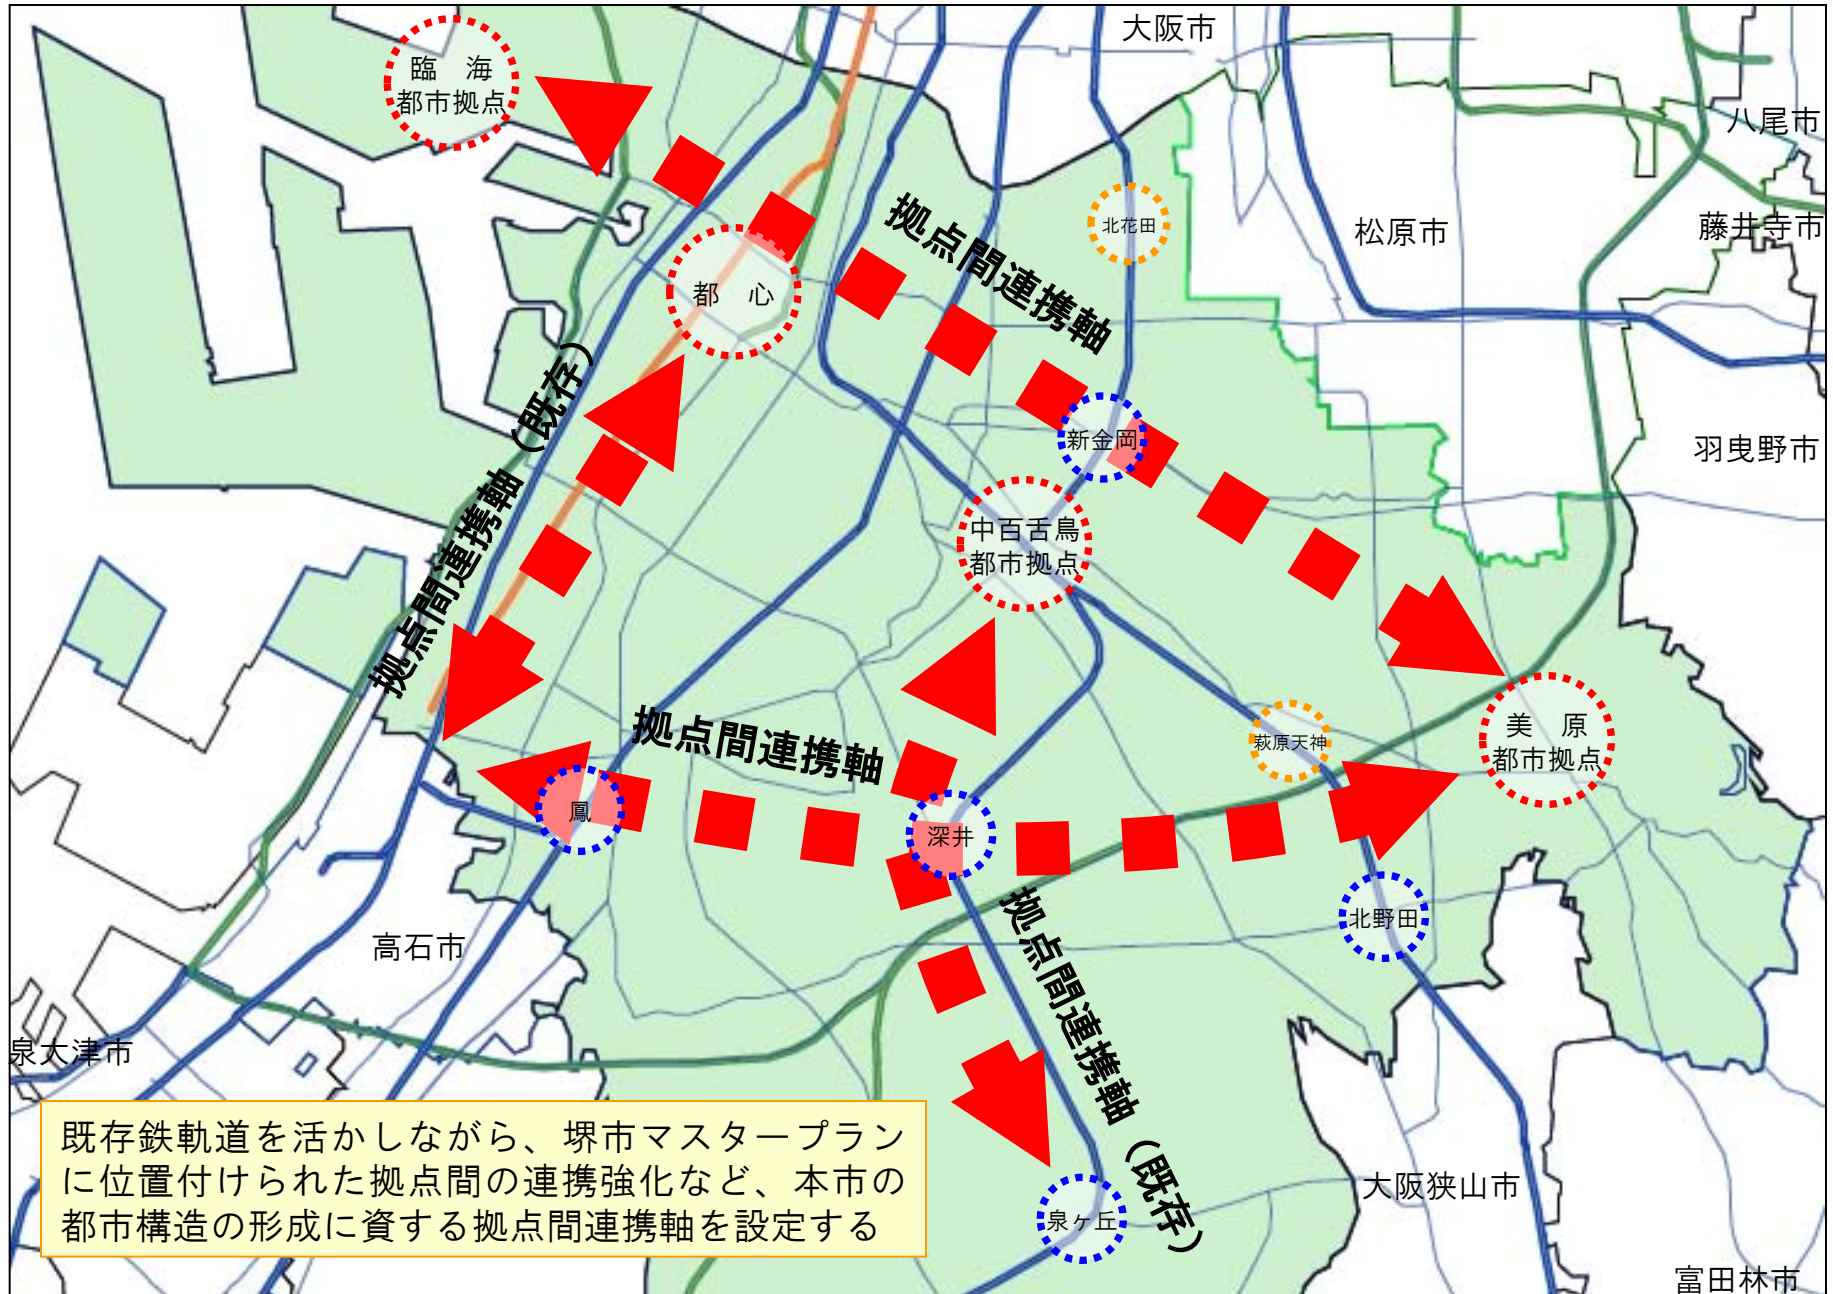 大阪市
臨　海
都市拠点
八尾市
北花田
松原市
藤井寺市
拠点間連携軸
都　心
拠点間連携軸（既存）
新金岡
羽曳野市
中百舌鳥
都市拠点
美　原
都市拠点
萩原天神
拠点間連携軸
鳳
深井
北野田
高石市
拠点間連携軸（既存）
泉大津市
既存鉄軌道を活かしながら、堺市マスタープラン
に位置付けられた拠点間の連携強化など、本市の
都市構造の形成に資する拠点間連携軸を設定する
大阪狭山市
泉ヶ丘
富田林市